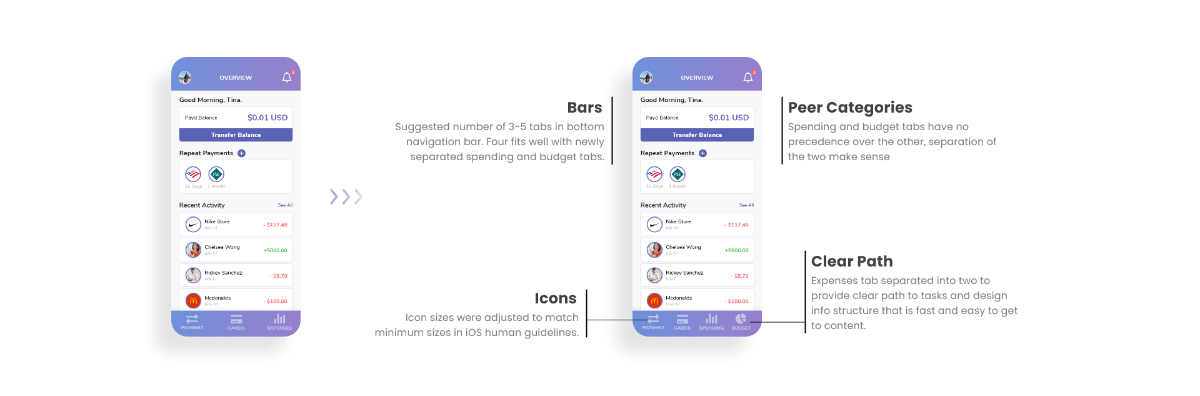 OVERVIEW
Good Morning, Tina.
Payd Balance $0.01 USD
Transfer Balance
Repeat Payments
15 Days 1 Month
Recent Activity See All
Nike Store - $117.48
Chelsea Wong +5000.00
Rickey Sanchez - $5.75
Mcdonalds - $100.00
PAYMENT CARDS EXPENSES
Bars
Suggested number of 3-5 tabs in bottom
navigation bar. Four fits well with newly
separated spending and budget tabs.
Icons
Icon sizes were adjusted to match
minimum sizes in iOS human guidelines.
OVERVIEW
Good Morning, Tina.
Payd Balance $0.01 USD
Transfer Balance
Repeat Payments
15 Days 1 Month
Recent Activity See All
Nike Store - $117.48
Chelsea Wong +5000.00
Rickey Sanchez - $5.75
Mcdonalds - $100.00
PAYMENT CARDS SPENDING BUDGET
Peer Categories
Spending and budget tabs have no
precedence over the other, separation of
the two make sense
Clear Path
Expenses tab separated into two to
provide clear path to tasks and design
info structure that is fast and easy to get
to content.